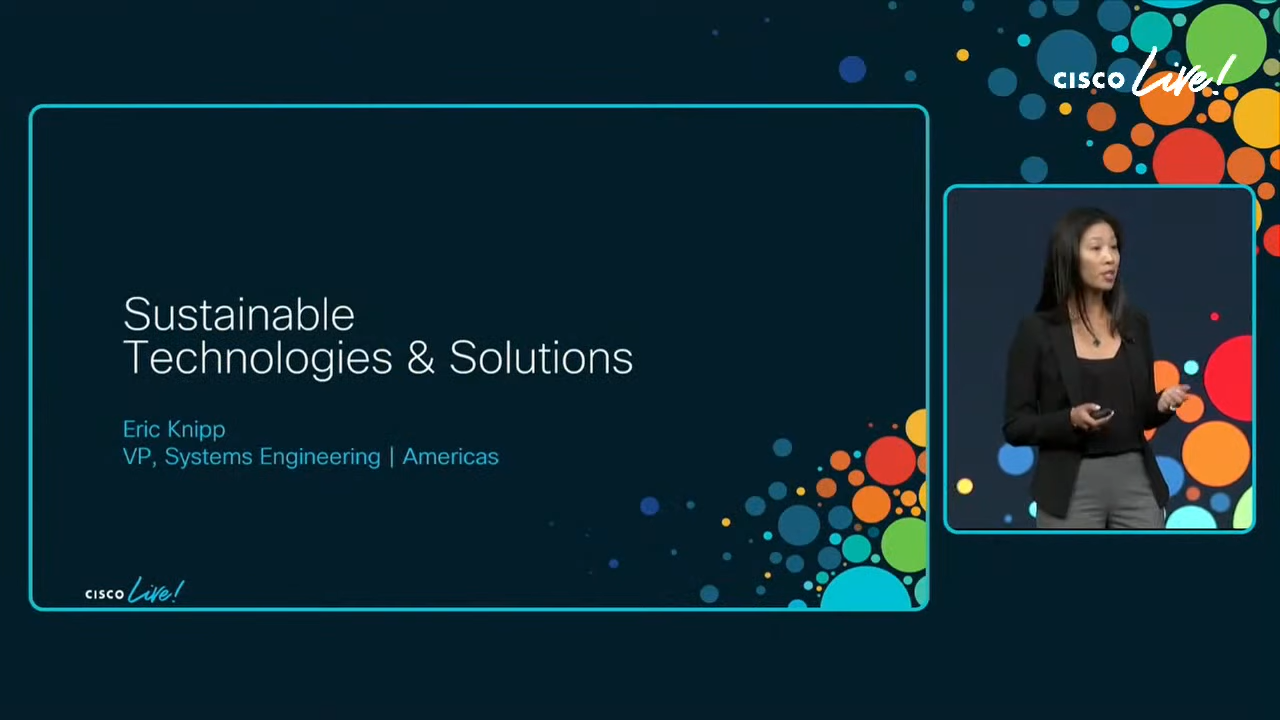 CISCO Live!
Sustainable
Technologies & Solutions
Eric Knipp
VP, Systems Engineering | Americas
CISCO Live!